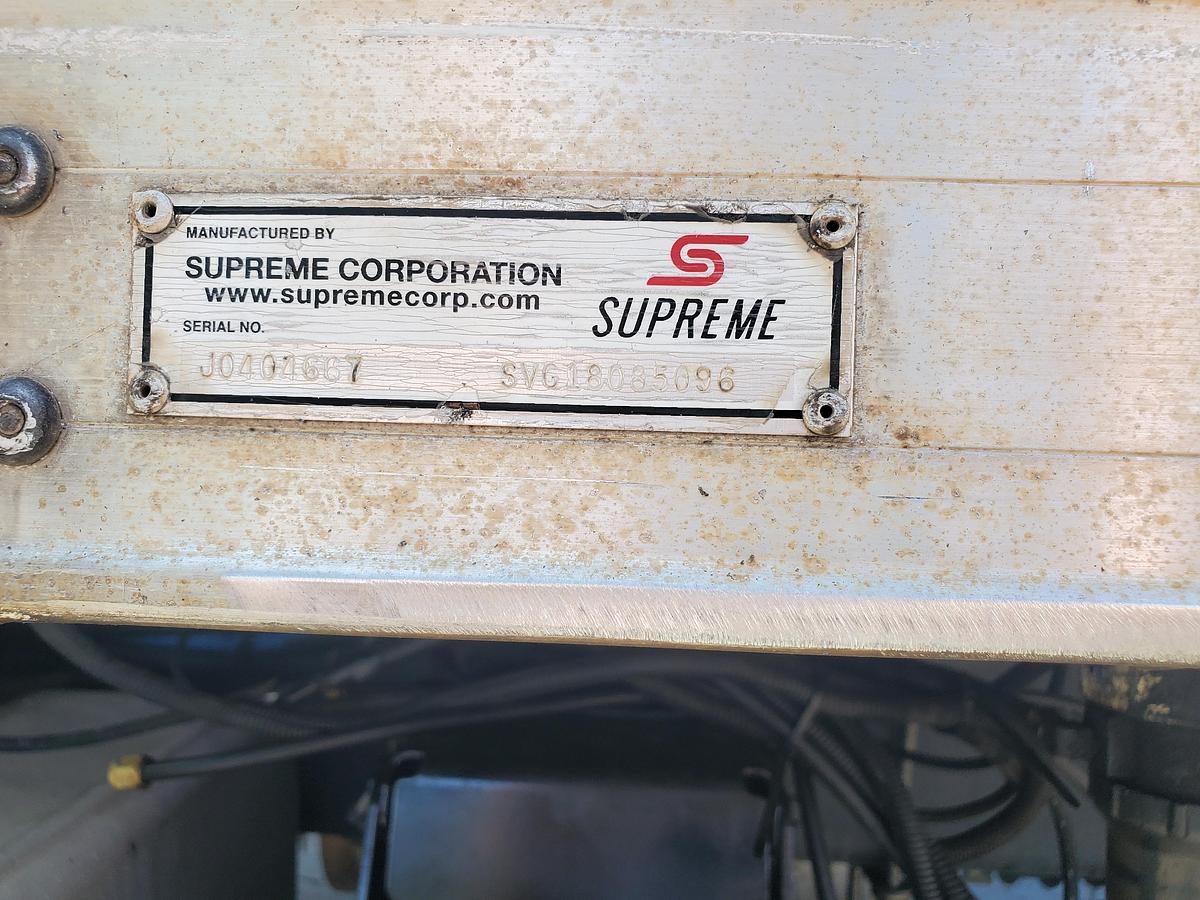 MANUFACTURED BY
SUPREME CORPORATION
www.supremecorp.com
SERIAL NO.
SUPREME
J0404667 SVG18085096